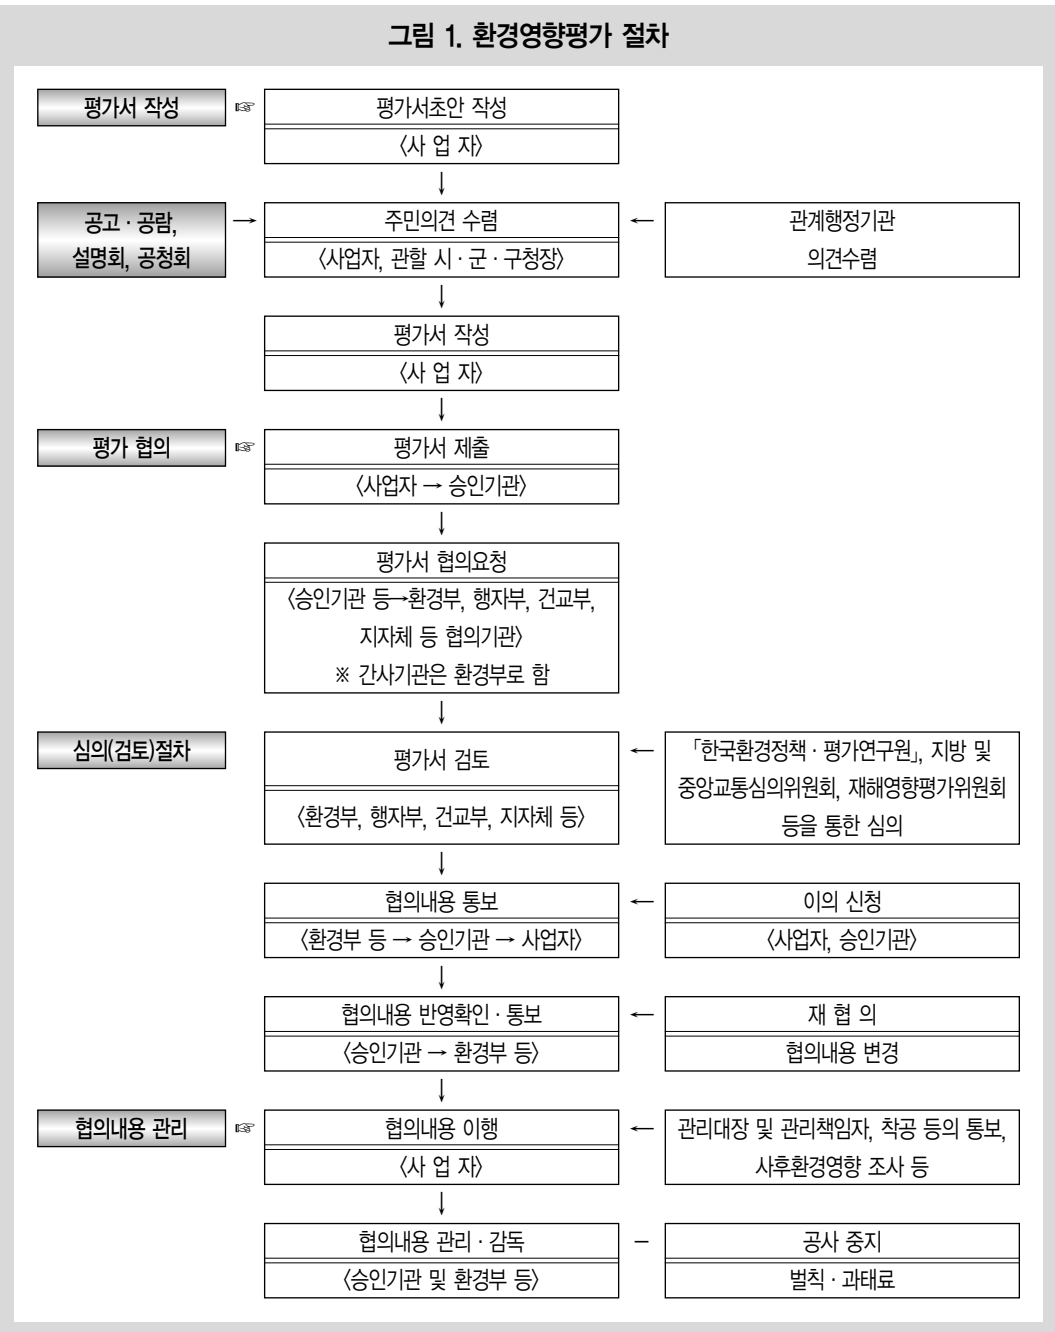 그림 1. 환경영향평가 절차
평가서 작성 ☞ 평가서초안 작성
〈사 업 자〉
↓
공고 · 공람,
설명회, 공청회
→
주민의견 수렴
〈사업자, 관할 시 · 군 · 구청장〉
←
관계행정기관
의견수렴
↓
평가서 작성
〈사 업 자〉
↓
평가 협의 ☞ 평가서 제출
〈사업자 → 승인기관〉
↓
평가서 협의요청
〈승인기관 등→환경부, 행자부, 건교부,
지자체 등 협의기관〉
※ 간사기관은 환경부로 함
↓
심의(검토)절차
평가서 검토
〈환경부, 행자부, 건교부, 지자체 등〉
←
「한국환경정책 · 평가연구원」, 지방 및
중앙교통심의위원회, 재해영향평가위원회
등을 통한 심의
↓
협의내용 통보 ← 이의 신청
〈환경부 등 → 승인기관 → 사업자〉 〈사업자, 승인기관〉
↓
협의내용 반영확인 · 통보 ← 재 협 의
〈승인기관 → 환경부 등〉 협의내용 변경
↓
협의내용 관리 ☞ 협의내용 이행 ← 관리대장 및 관리책임자, 착공 등의 통보,
〈사 업 자〉 사후환경영향 조사 등
↓
협의내용 관리 · 감독 – 공사 중지
〈승인기관 및 환경부 등〉 벌칙 · 과태료